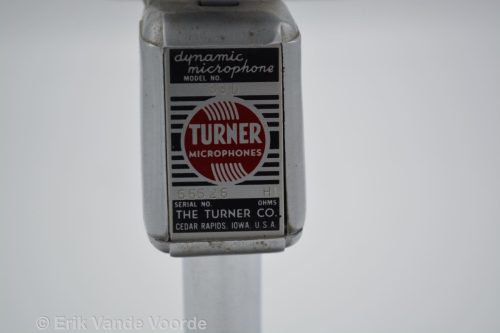 dynamic
microphone
MODEL NO.
TURNER
MICROPHONES
SERIAL NO. OHMS
THE TURNER CO.
CEDAR RAPIDS, IOWA, U.S.A.
© Erik Vande Voorde